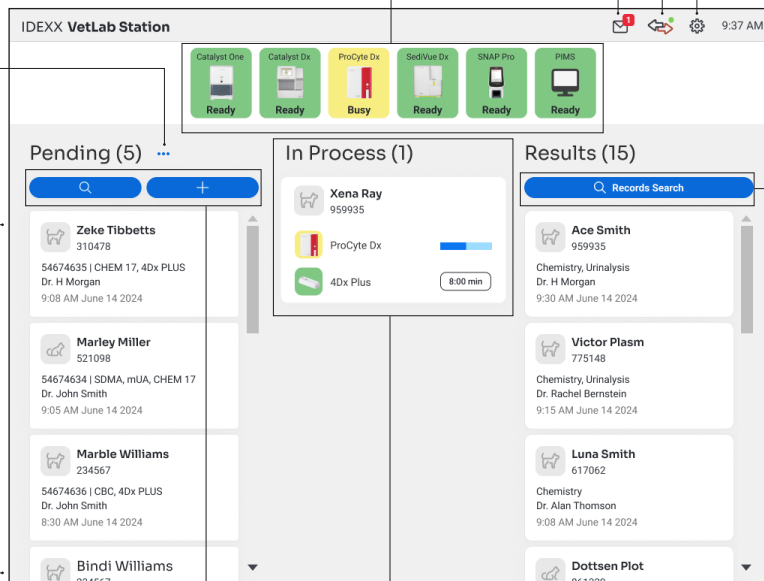 IDEXX VetLab Station
1
9:37 AM
Catalyst One
Ready
Catalyst Dx
Ready
ProCyte Dx
Busy
SediVue Dx
Ready
SNAP Pro
Ready
PIMS
Ready
Pending (5)
Zeke Tibbetts
310478
54674635 | CHEM 17, 4Dx PLUS
Dr. H Morgan
9:08 AM June 14 2024
Marley Miller
521098
54674634 | SDMA, mUA, CHEM 17
Dr. John Smith
9:05 AM June 14 2024
Marble Williams
234567
54674636 | CBC, 4Dx PLUS
Dr. John Smith
8:30 AM June 14 2024
Bindi Williams
In Process (1)
Xena Ray
959935
ProCyte Dx
4Dx Plus
8:00 min
Results (15)
Records Search
Ace Smith
959935
Chemistry, Urinalysis
Dr. H Morgan
9:30 AM June 14 2024
Victor Plasm
775148
Chemistry, Urinalysis
Dr. Rachel Bernstein
9:15 AM June 14 2024
Luna Smith
617062
Chemistry
Dr. Alan Thomson
9:08 AM June 14 2024
Dottsen Plot